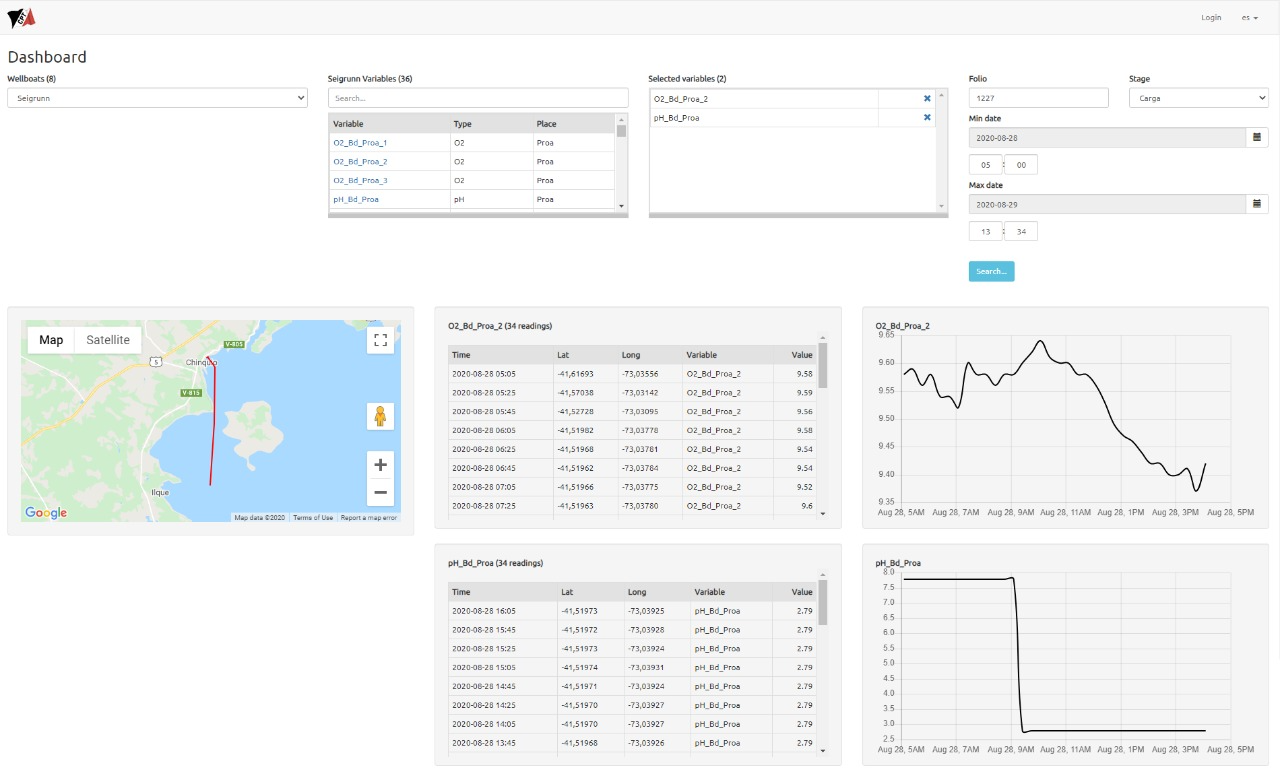 CPT
Login es
Dashboard
Wellboats (8)
Seigrunn
Seigrunn Variables (36)
Search...
Variable Type Place
O2_Bd_Proa_1 O2 Proa
O2_Bd_Proa_2 O2 Proa
O2_Bd_Proa_3 O2 Proa
pH_Bd_Proa pH Proa
Selected variables (2)
O2_Bd_Proa_2
pH_Bd_Proa
Folio Stage
1227 Carga
Min date
2020-08-28
05 : 00
Max date
2020-08-29
13 : 34
Search...
Map Satellite
V-805
Chinquio
5
V-815
Ilque
Google
Map data ©2020 Terms of Use Report a map error
O2_Bd_Proa_2 (34 readings)
Time Lat Long Variable Value
2020-08-28 05:05 -41,61693 -73,03556 O2_Bd_Proa_2 9.58
2020-08-28 05:25 -41,57038 -73,03142 O2_Bd_Proa_2 9.59
2020-08-28 05:45 -41,52728 -73,03095 O2_Bd_Proa_2 9.56
2020-08-28 06:05 -41,51982 -73,03778 O2_Bd_Proa_2 9.58
2020-08-28 06:25 -41,51968 -73,03781 O2_Bd_Proa_2 9.54
2020-08-28 06:45 -41,51962 -73,03784 O2_Bd_Proa_2 9.54
2020-08-28 07:05 -41,51966 -73,03775 O2_Bd_Proa_2 9.52
2020-08-28 07:25 -41,51963 -73,03780 O2_Bd_Proa_2 9.6
O2_Bd_Proa_2
9.65
9.60
9.55
9.50
9.45
9.40
9.35
Aug 28, 5AM Aug 28, 7AM Aug 28, 9AM Aug 28, 11AM Aug 28, 1PM Aug 28, 3PM Aug 28, 5PM
pH_Bd_Proa (34 readings)
Time Lat Long Variable Value
2020-08-28 16:05 -41,51973 -73,03925 pH_Bd_Proa 2.79
2020-08-28 15:45 -41,51972 -73,03928 pH_Bd_Proa 2.79
2020-08-28 15:25 -41,51973 -73,03924 pH_Bd_Proa 2.79
2020-08-28 15:05 -41,51974 -73,03931 pH_Bd_Proa 2.79
2020-08-28 14:45 -41,51971 -73,03924 pH_Bd_Proa 2.79
2020-08-28 14:25 -41,51970 -73,03927 pH_Bd_Proa 2.79
2020-08-28 14:05 -41,51970 -73,03927 pH_Bd_Proa 2.79
2020-08-28 13:45 -41,51968 -73,03926 pH_Bd_Proa 2.79
pH_Bd_Proa
8.0
7.5
7.0
6.5
6.0
5.5
5.0
4.5
4.0
3.5
3.0
2.5
Aug 28, 5AM Aug 28, 7AM Aug 28, 9AM Aug 28, 11AM Aug 28, 1PM Aug 28, 3PM Aug 28, 5PM